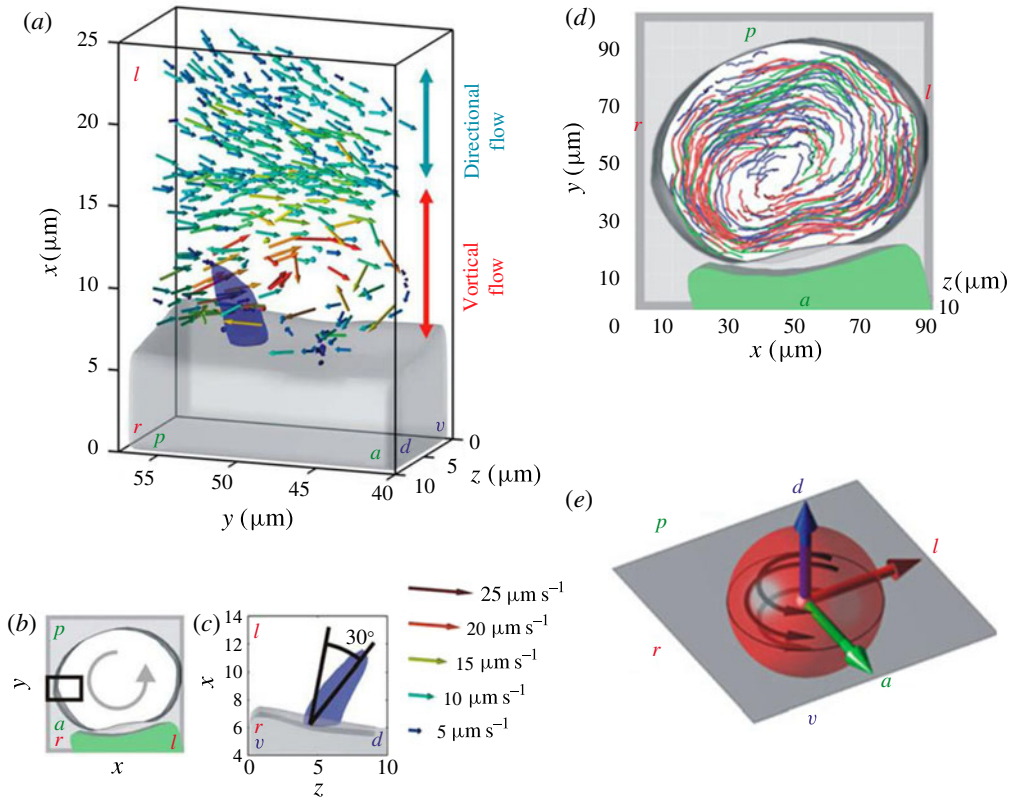 (a)
25
20
15
10
5
0
x (μm)
l
r
p
a
d
v
Directional
flow
Vortical
flow
0
5
10
z (μm)
55
50
45
40
y (μm)
(b)
p
a
r
l
y
x
(c)
14
12
10
8
6
4
x
l
30°
r
v
d
0
5
10
z
25 μm s⁻¹
20 μm s⁻¹
15 μm s⁻¹
10 μm s⁻¹
5 μm s⁻¹
(d)
90
70
50
30
10
y (μm)
p
r
l
a
z (μm)
10
0
10
30
50
70
90
x (μm)
(e)
d
p
l
r
a
v